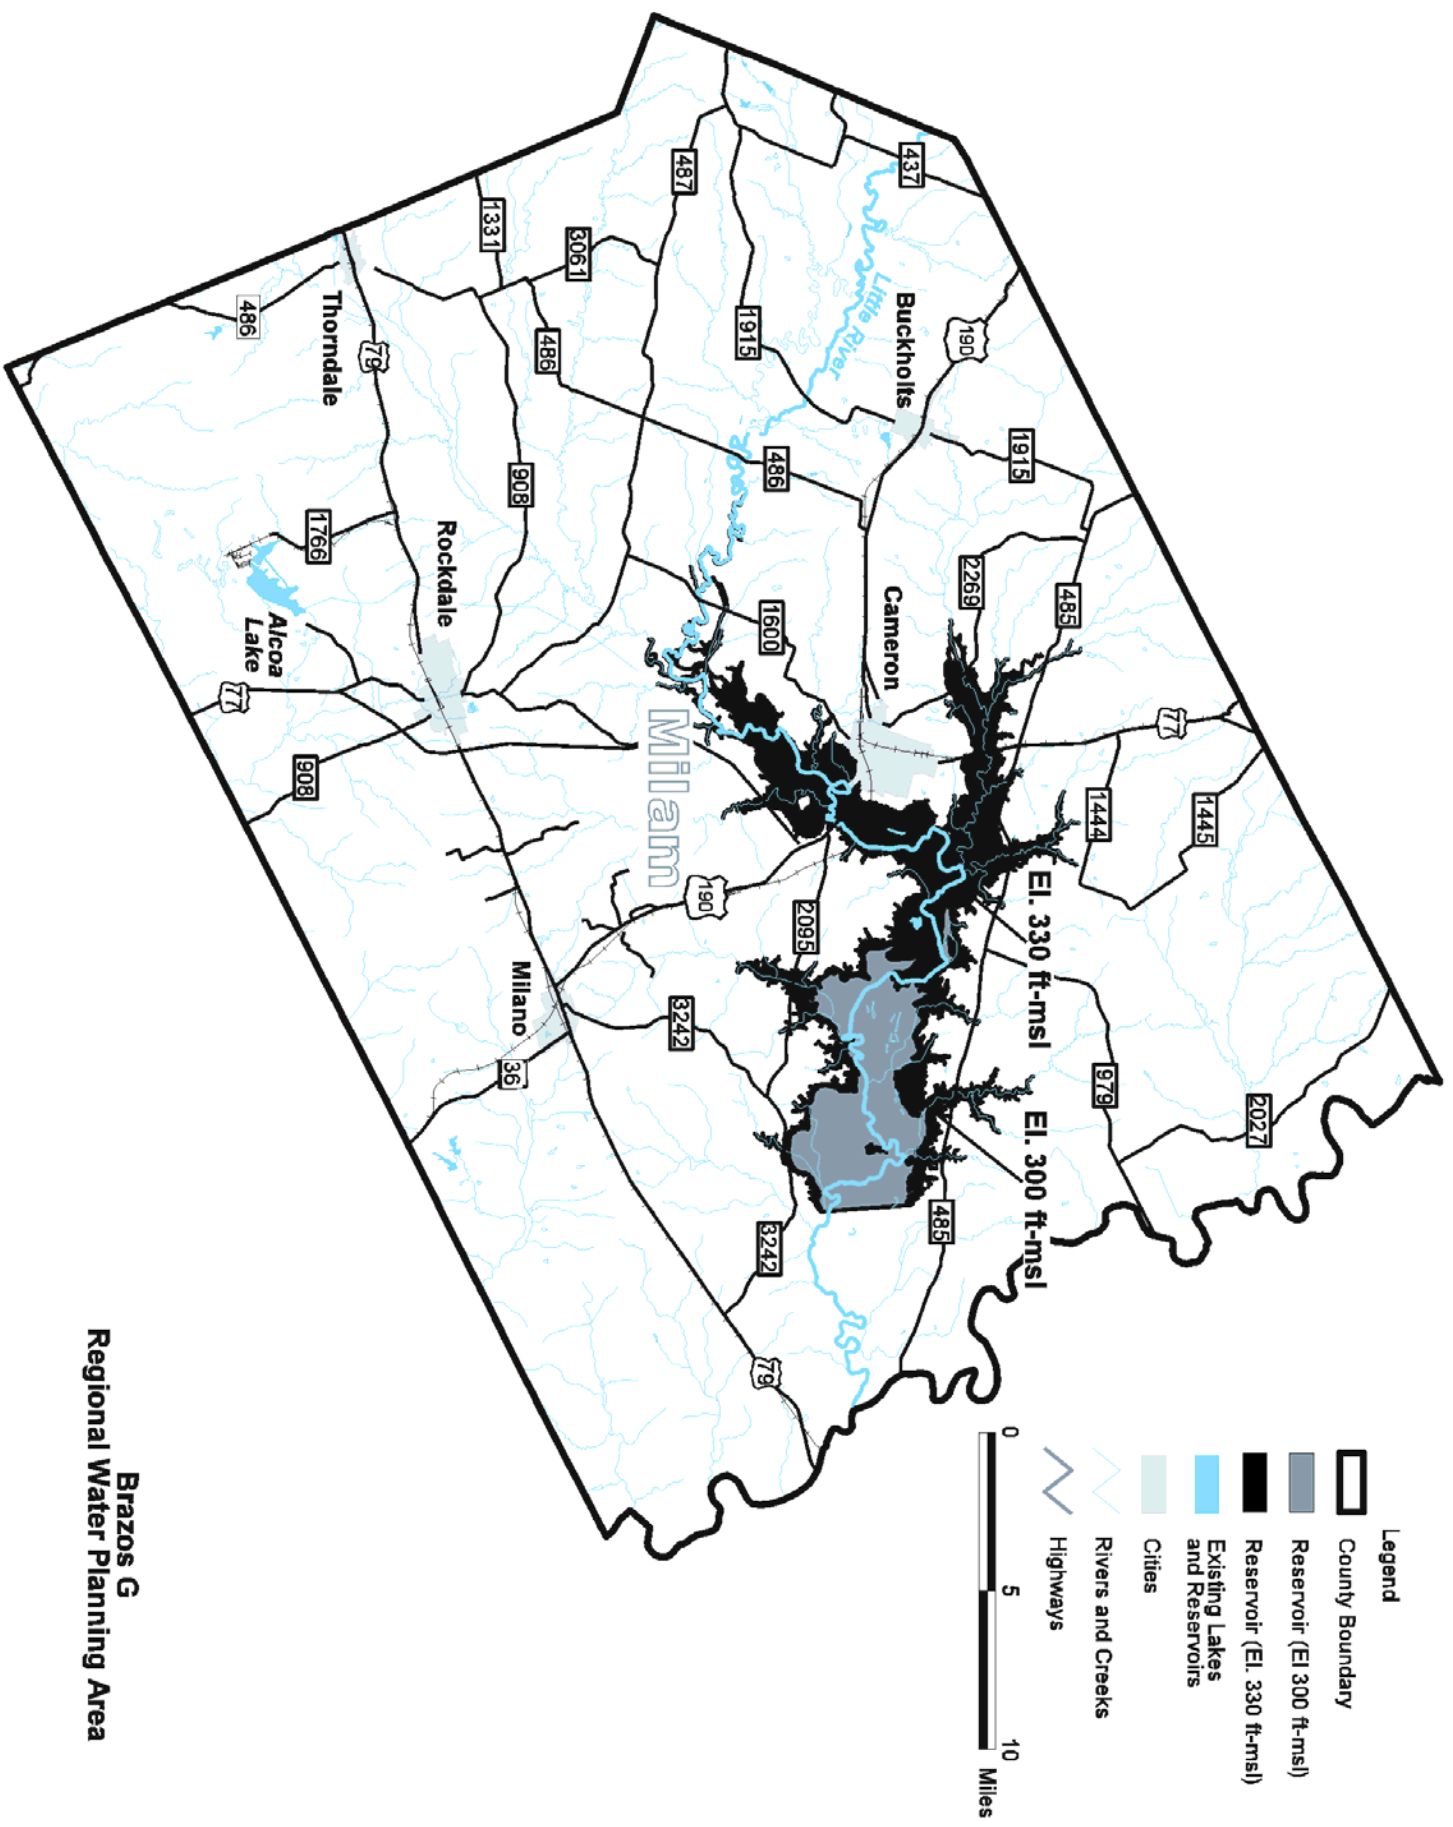 437
487
1331
3061
Little River
Buckholts
190
1915
486
Thorndale
79
486
1915
486
908
1766
Rockdale
Cameron
2269
485
1600
Alcoa
Lake
77
Milam
77
1444
1445
908
190
2095
El. 330 ft-msl
Milano
3242
36
979
2027
El. 300 ft-msl
485
3242
79
Legend
County Boundary
Reservoir (El 300 ft-msl)
Reservoir (El. 330 ft-msl)
Existing Lakes
and Reservoirs
Cities
Rivers and Creeks
Highways
0 5 10 Miles
Brazos G
Regional Water Planning Area